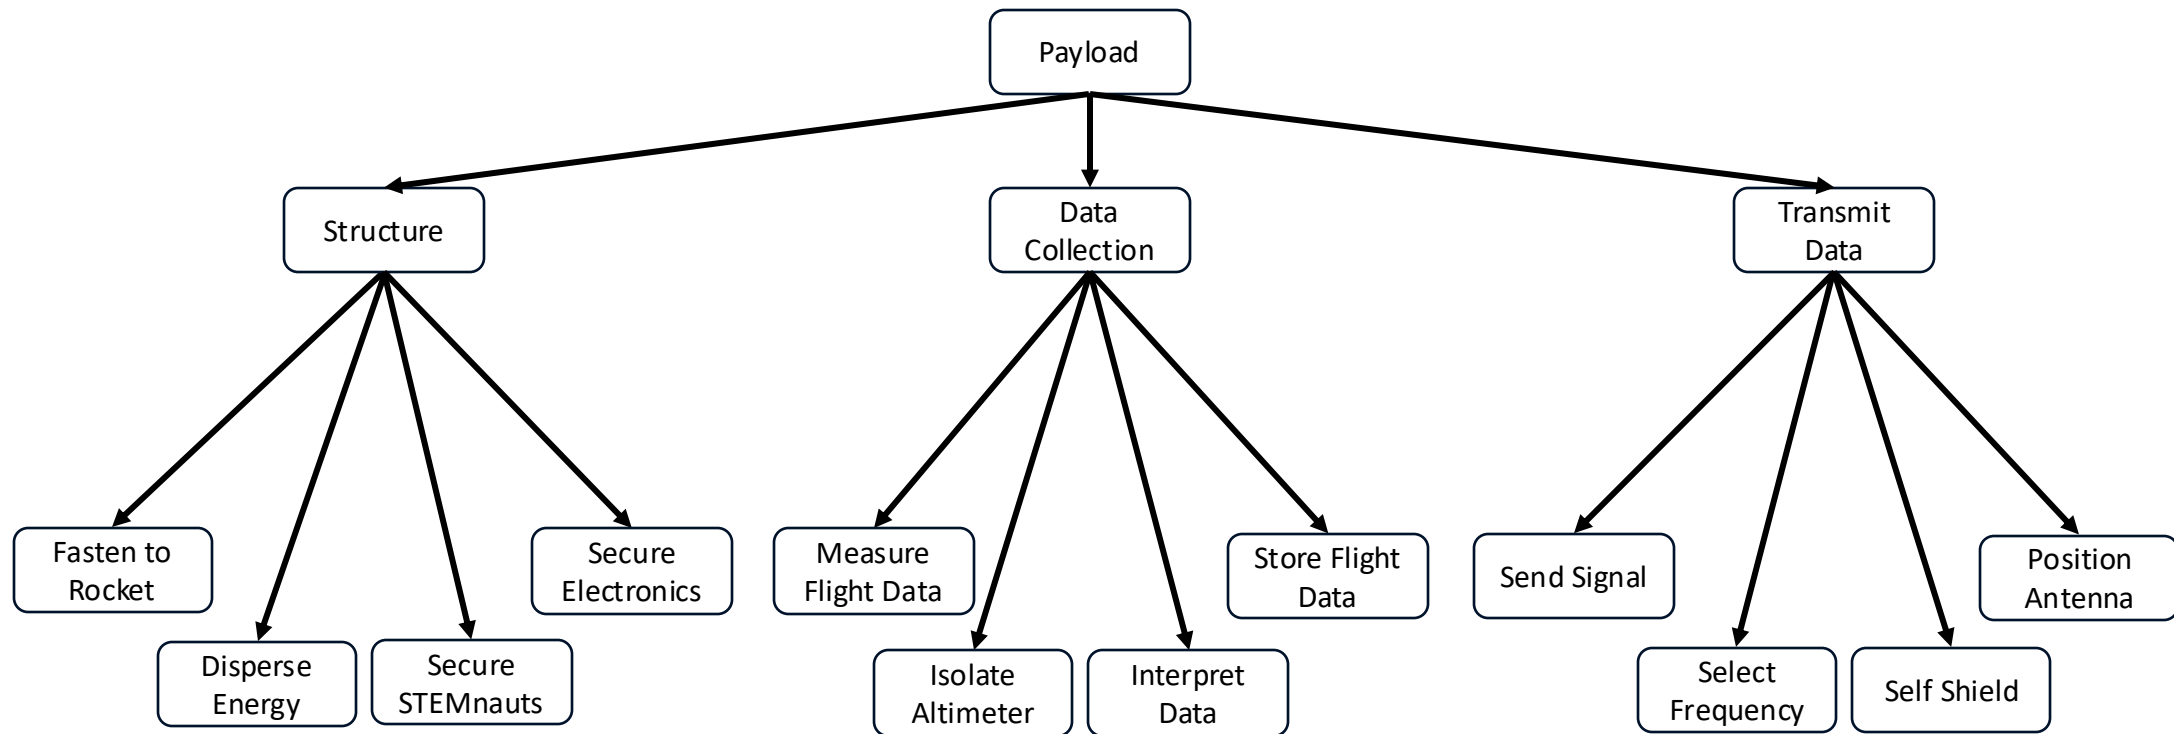 Payload
Structure
Data
Collection
Transmit
Data
Fasten to
Rocket
Disperse
Energy
Secure
STEMnauts
Secure
Electronics
Measure
Flight Data
Isolate
Altimeter
Interpret
Data
Store Flight
Data
Send Signal
Select
Frequency
Self Shield
Position
Antenna